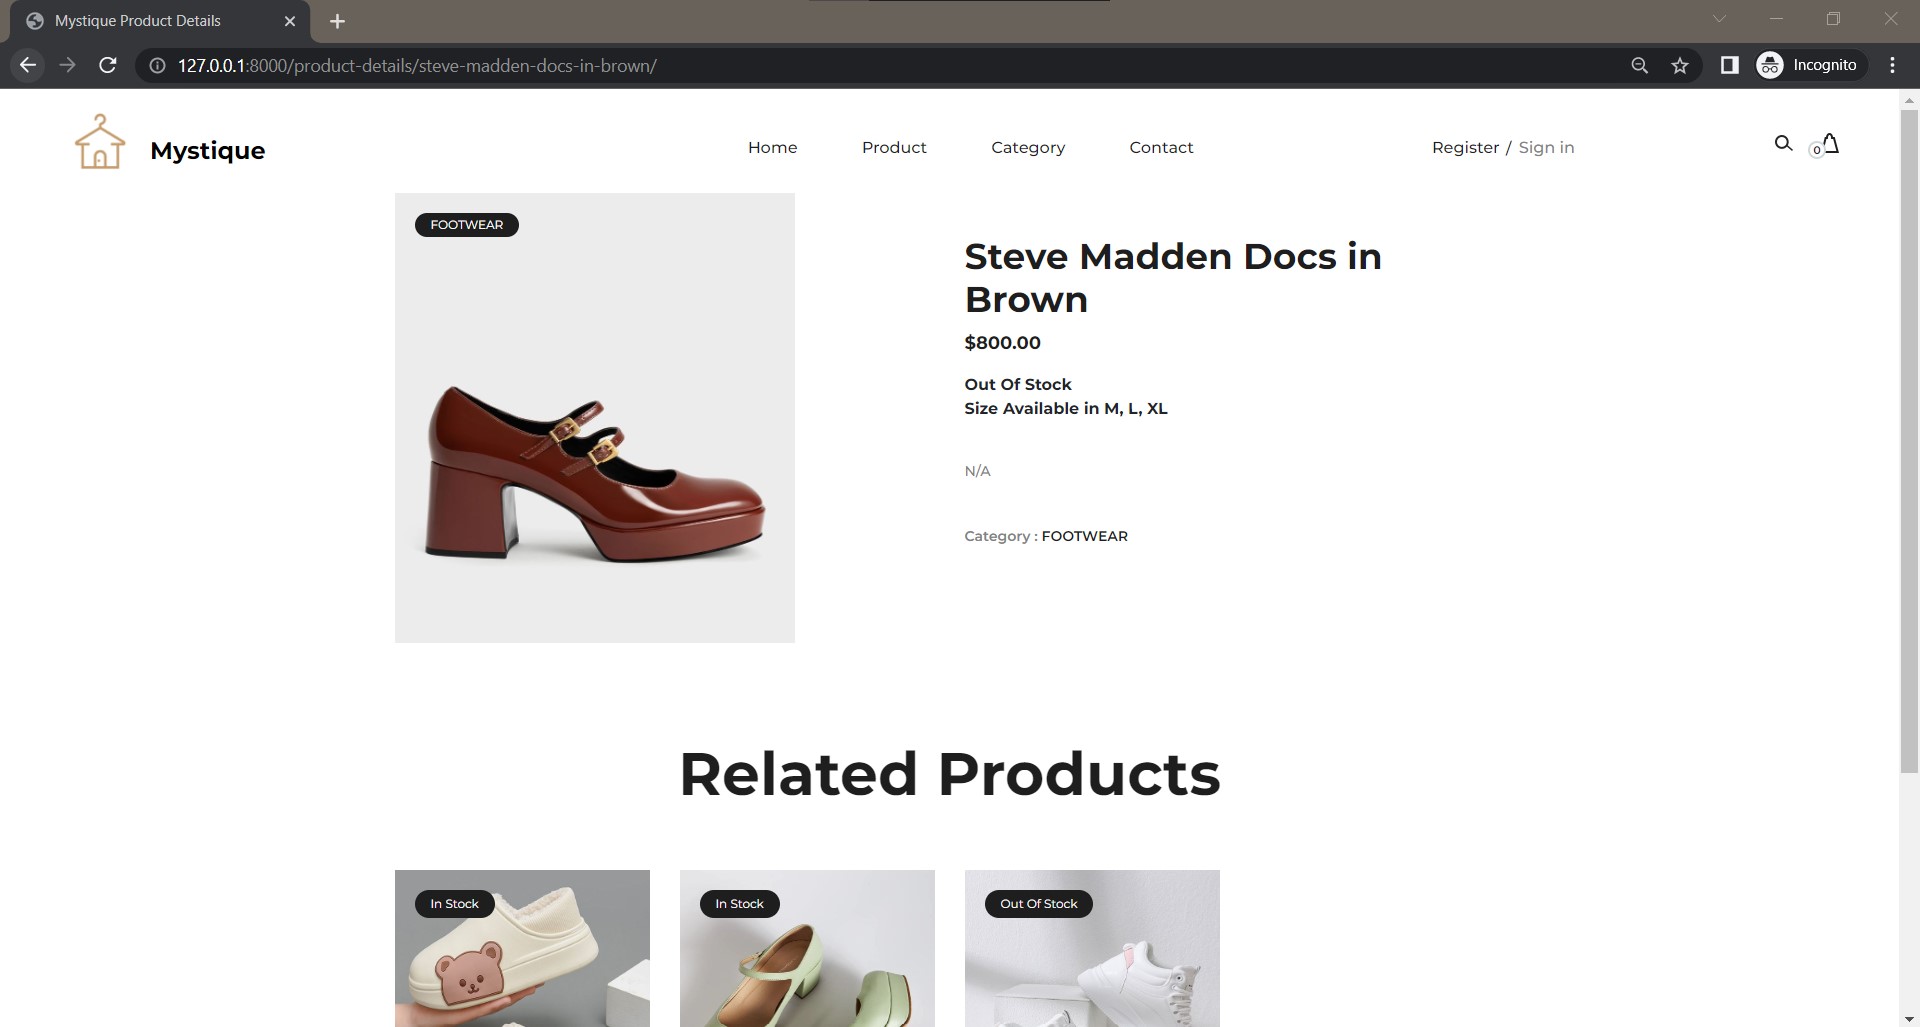 Mystique Product Details
127.0.0.1:8000/product-details/steve-madden-docs-in-brown/
Incognito
Mystique
Home
Product
Category
Contact
Register / Sign in
0
FOOTWEAR
Steve Madden Docs in
Brown
$800.00
Out Of Stock
Size Available in M, L, XL
N/A
Category : FOOTWEAR
Related Products
In Stock
In Stock
Out Of Stock